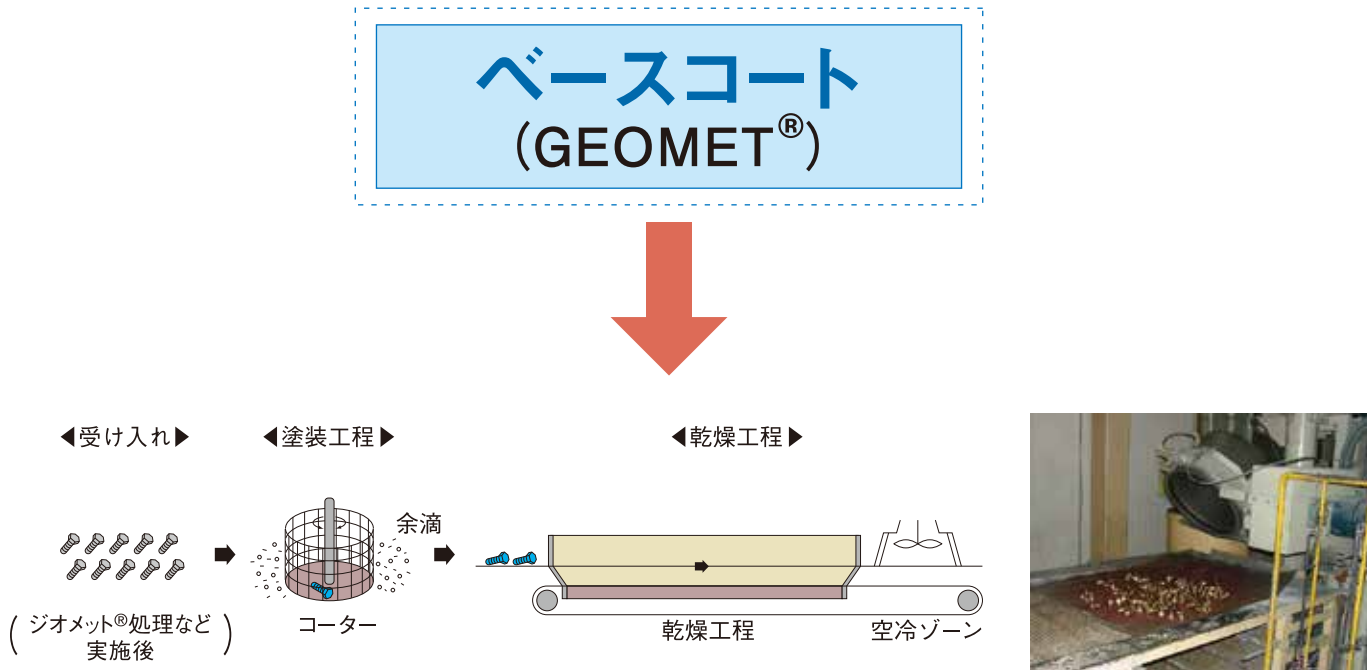 ベースコート
(GEOMET®)
◀受け入れ▶
◀塗装工程▶
◀乾燥工程▶
余滴
(ジオメット®処理など
実施後)
コーター
乾燥工程
空冷ゾーン